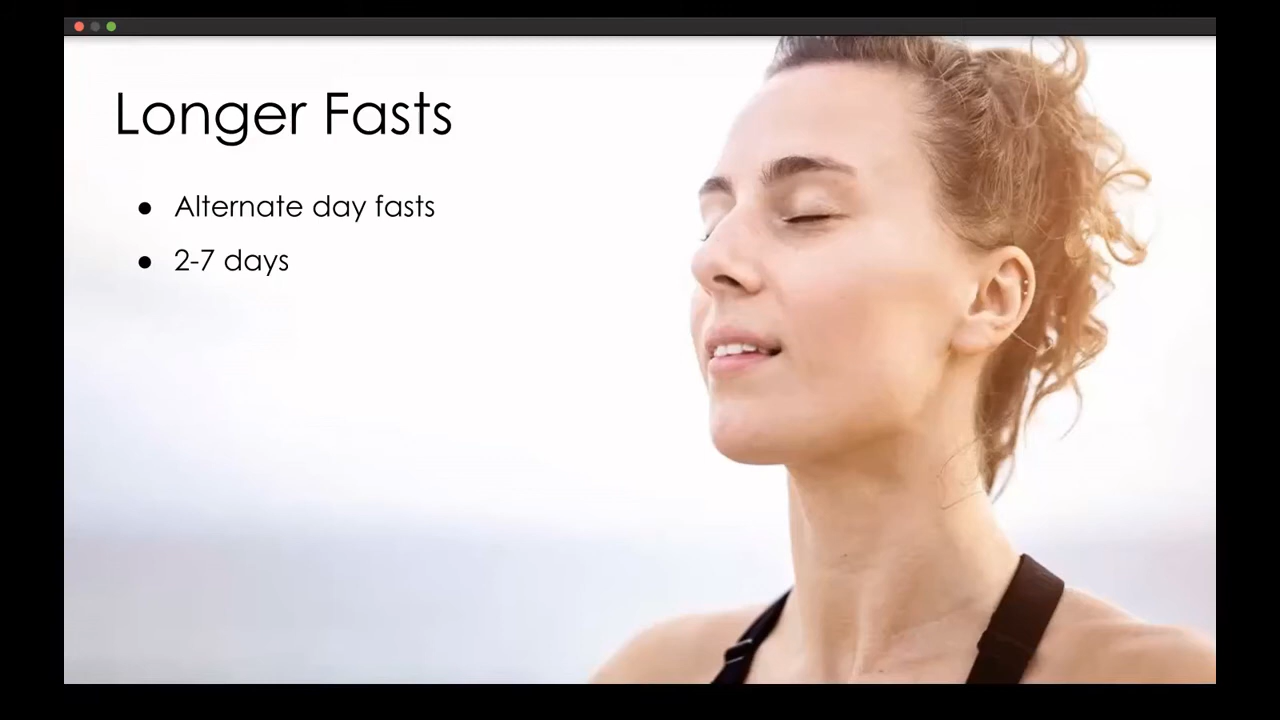 Longer Fasts
● Alternate day fasts
● 2-7 days